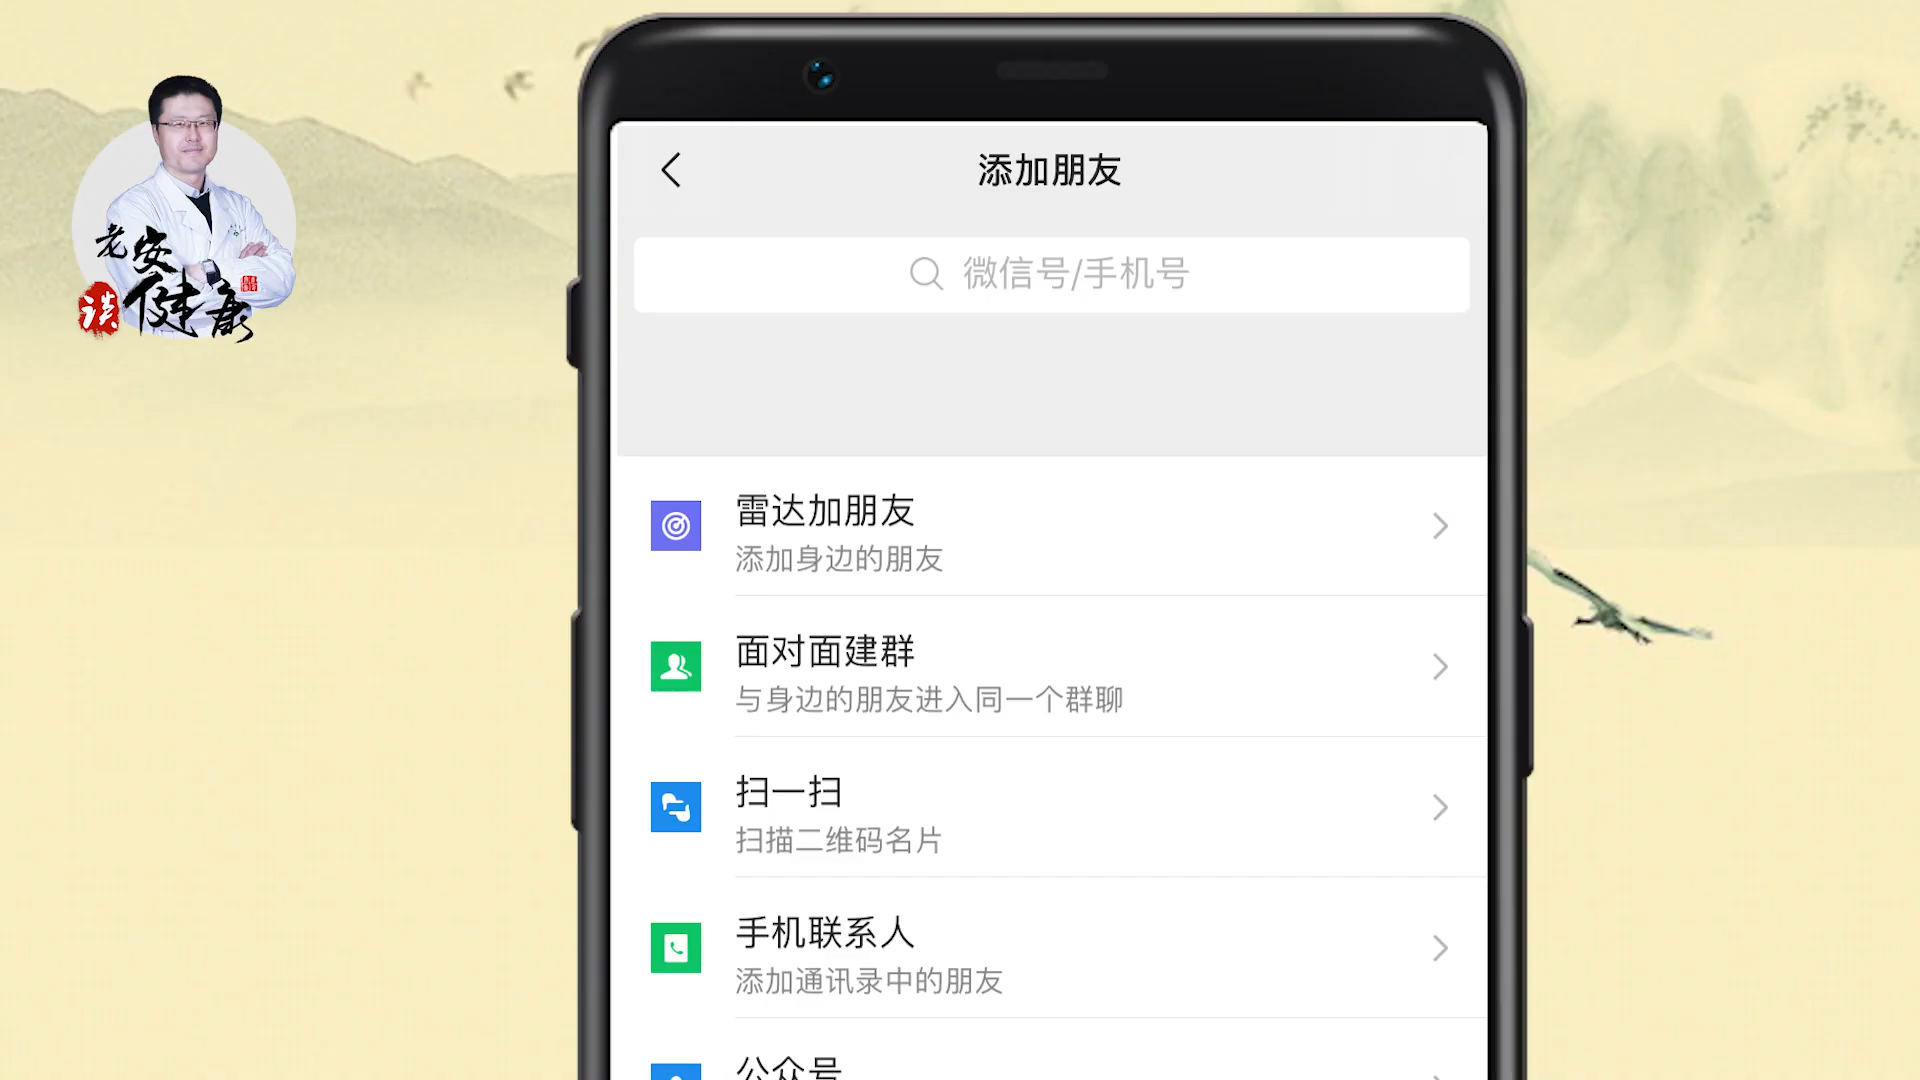 老安
谈健康
添加朋友
微信号/手机号
雷达加朋友
添加身边的朋友
面对面建群
与身边的朋友进入同一个群聊
扫一扫
扫描二维码名片
手机联系人
添加通讯录中的朋友
公众号